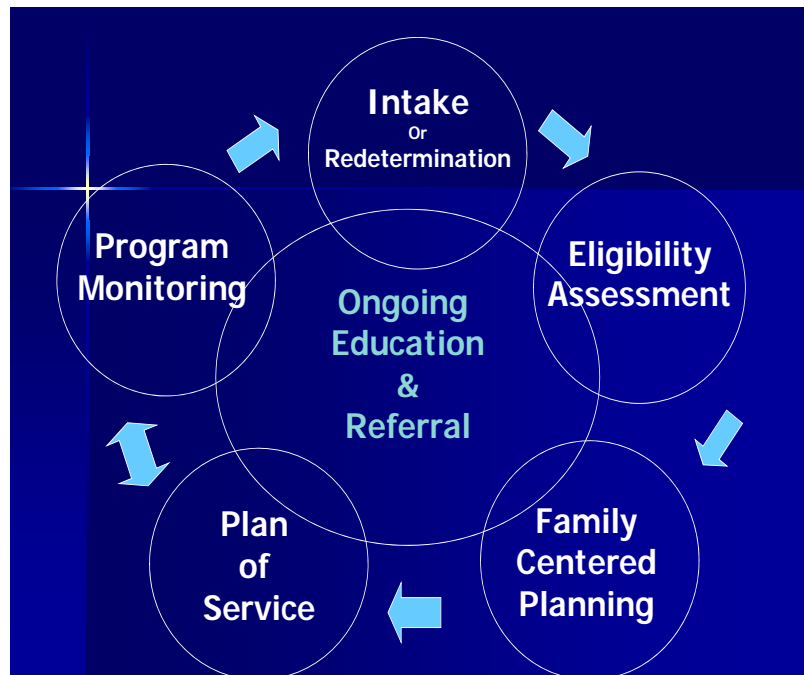 Intake
Or
Redetermination
Eligibility
Assessment
Family
Centered
Planning
Plan
of
Service
Program
Monitoring
Ongoing
Education
&
Referral